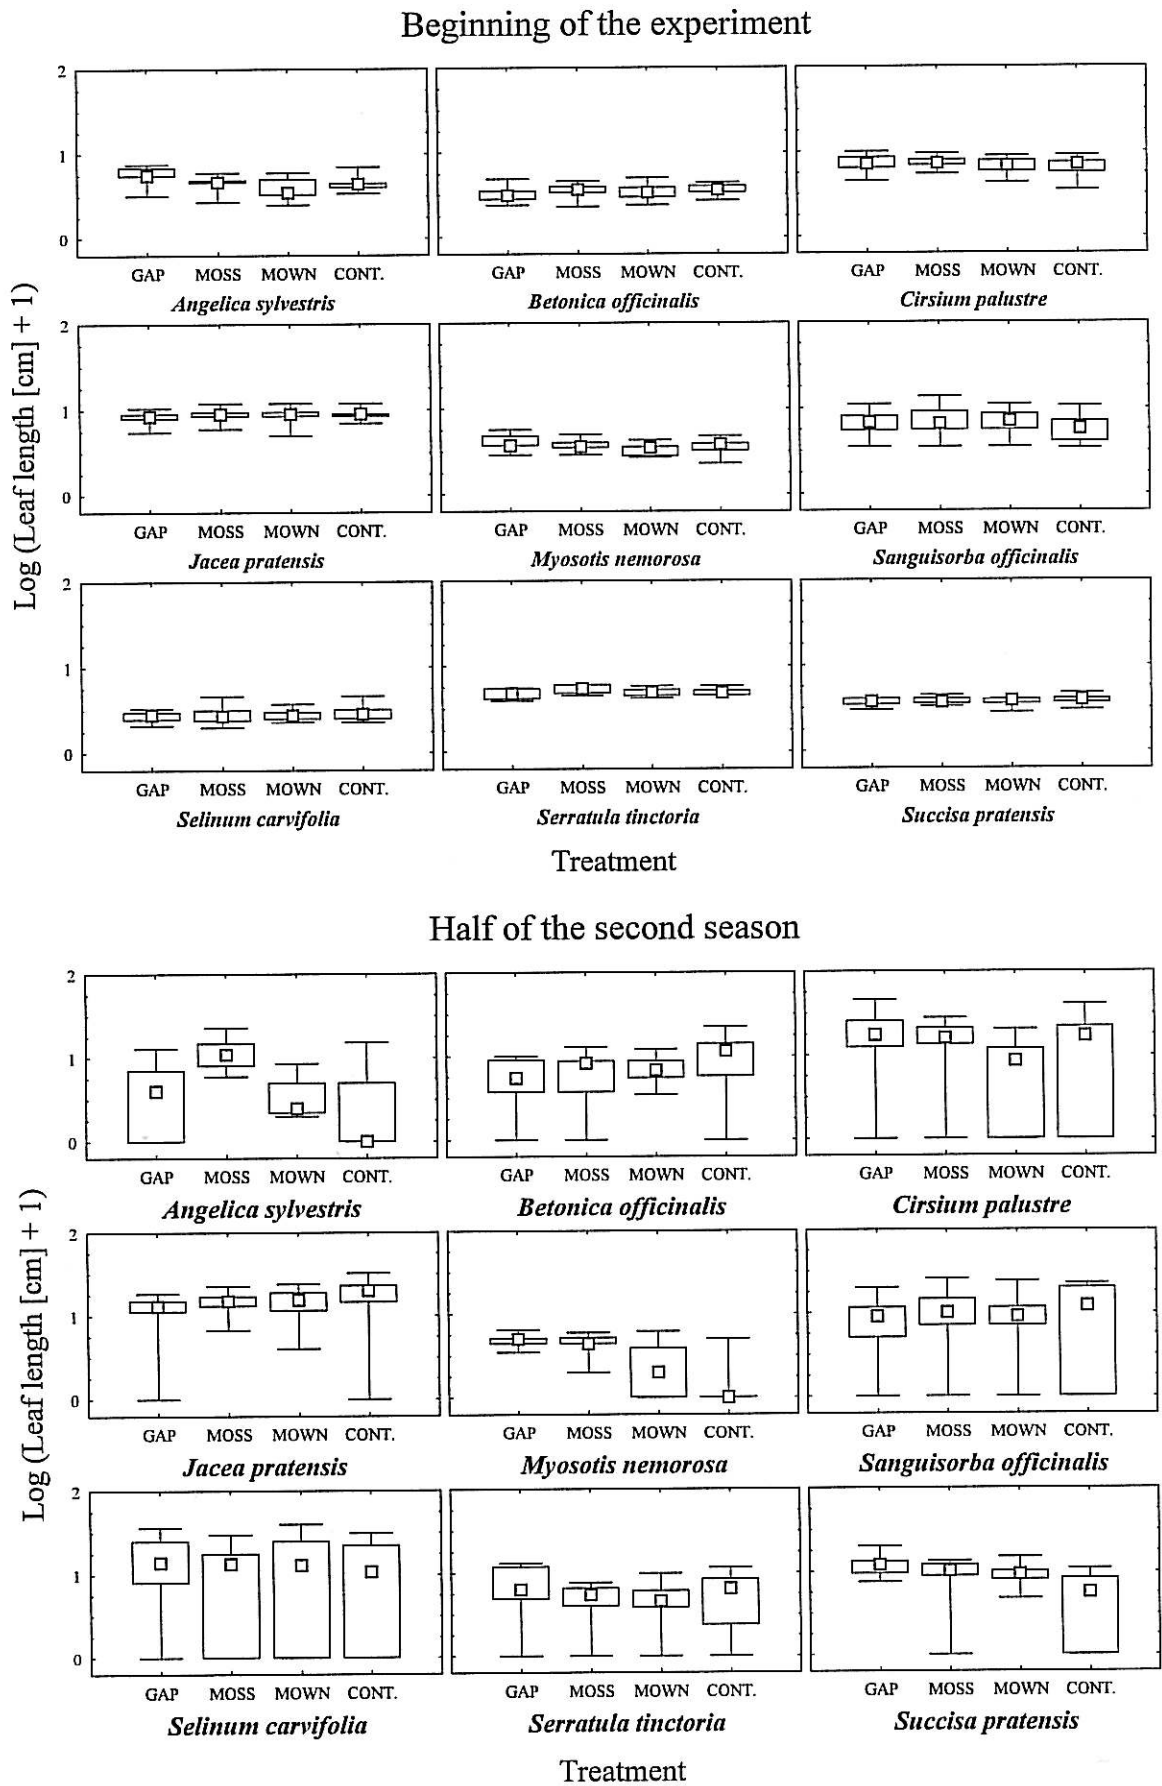 Beginning of the experiment
2
1
0
GAP MOSS MOWN CONT. GAP MOSS MOWN CONT. GAP MOSS MOWN CONT.
Angelica sylvestris Betonica officinalis Cirsium palustre
Log (Leaf length [cm] + 1)
2
1
0
GAP MOSS MOWN CONT. GAP MOSS MOWN CONT. GAP MOSS MOWN CONT.
Jacea pratensis Myosotis nemorosa Sanguisorba officinalis
2
1
0
GAP MOSS MOWN CONT. GAP MOSS MOWN CONT. GAP MOSS MOWN CONT.
Selinum carvifolia Serratula tinctoria Succisa pratensis
Treatment
Half of the second season
2
1
0
GAP MOSS MOWN CONT. GAP MOSS MOWN CONT. GAP MOSS MOWN CONT.
Angelica sylvestris Betonica officinalis Cirsium palustre
Log (Leaf length [cm] + 1)
2
1
0
GAP MOSS MOWN CONT. GAP MOSS MOWN CONT. GAP MOSS MOWN CONT.
Jacea pratensis Myosotis nemorosa Sanguisorba officinalis
2
1
0
GAP MOSS MOWN CONT. GAP MOSS MOWN CONT. GAP MOSS MOWN CONT.
Selinum carvifolia Serratula tinctoria Succisa pratensis
Treatment